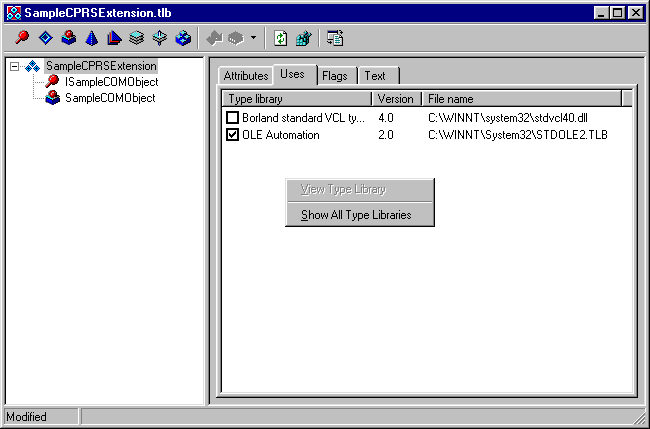 SampleCPRSExtension.tlb
SampleCPRSExtension
ISampleCOMObject
SampleCOMObject
Attributes Uses Flags Text
Type library Version File name
Borland standard VCL ty... 4.0 C:\WINNT\system32\stdvcl40.dll
OLE Automation 2.0 C:\WINNT\System32\STDOLE2.TLB
View Type Library
Show All Type Libraries
Modified